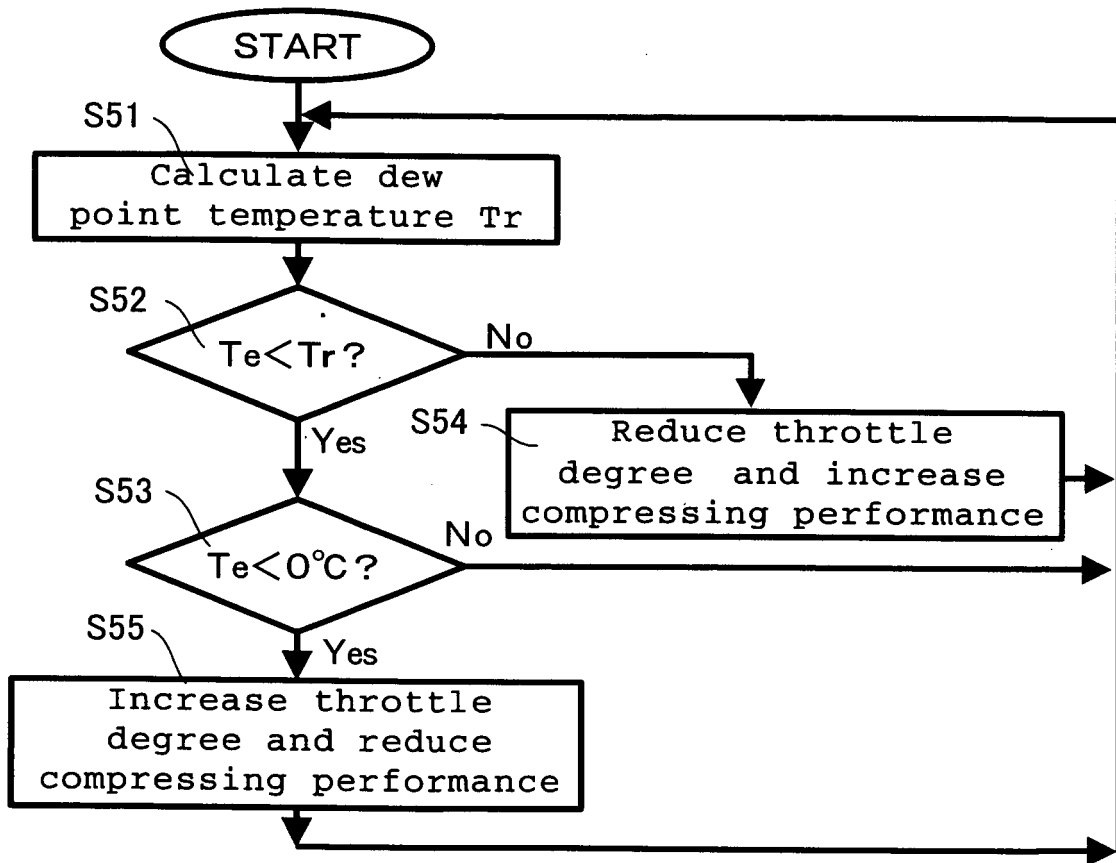 START
S51
Calculate dew
point temperature Tr
S52
Te<Tr?
No
Yes
S54
Reduce throttle
degree and increase
compressing performance
S53
Te<0℃?
No
Yes
S55
Increase throttle
degree and reduce
compressing performance